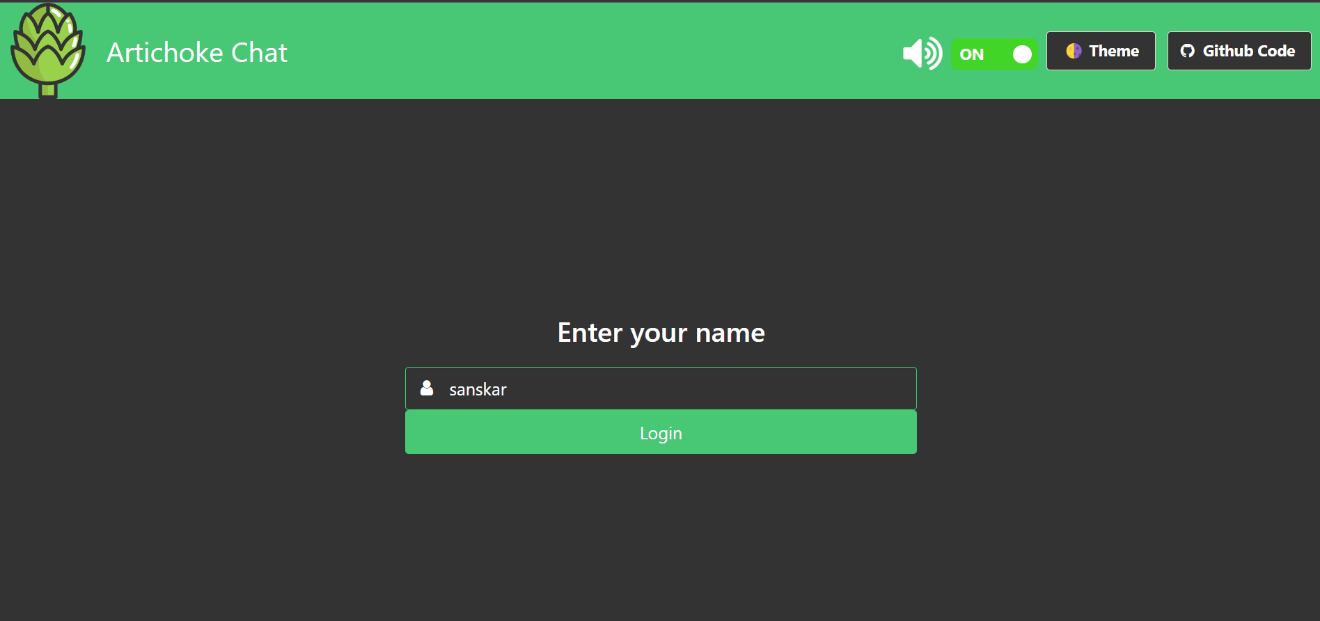 Artichoke Chat
ON
Theme
Github Code
Enter your name
sanskar
Login